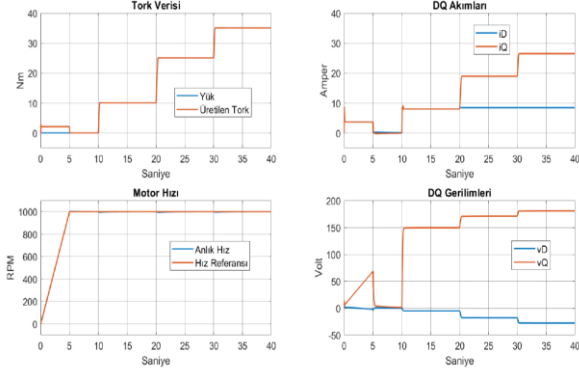 Tork Verisi
40
30
20
10
0
Nm
Yük
Üretilen Tork
0 5 10 15 20 25 30 35 40
Saniye
DQ Akımları
40
30
20
10
0
Amper
iD
iQ
0 5 10 15 20 25 30 35 40
Saniye
Motor Hızı
1000
800
600
400
200
0
RPM
Anlık Hız
Hız Referansı
0 5 10 15 20 25 30 35 40
Saniye
DQ Gerilimleri
200
150
100
50
0
-50
Volt
vD
vQ
0 5 10 15 20 25 30 35 40
Saniye